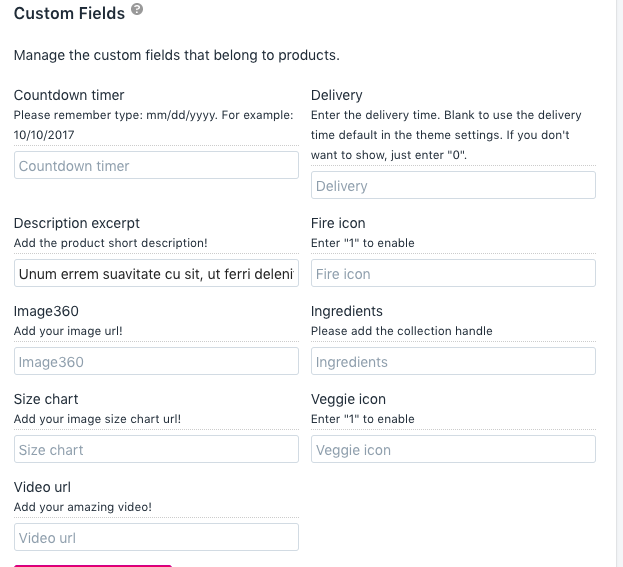 Custom Fields ?
Manage the custom fields that belong to products.
Countdown timer
Please remember type: mm/dd/yyyy. For example:
10/10/2017
Countdown timer
Delivery
Enter the delivery time. Blank to use the delivery
time default in the theme settings. If you don't
want to show, just enter "0".
Delivery
Description excerpt
Add the product short description!
Unum errem suavitate cu sit, ut ferri deleni
Fire icon
Enter "1" to enable
Fire icon
Image360
Add your image url!
Image360
Ingredients
Please add the collection handle
Ingredients
Size chart
Add your image size chart url!
Size chart
Veggie icon
Enter "1" to enable
Veggie icon
Video url
Add your amazing video!
Video url